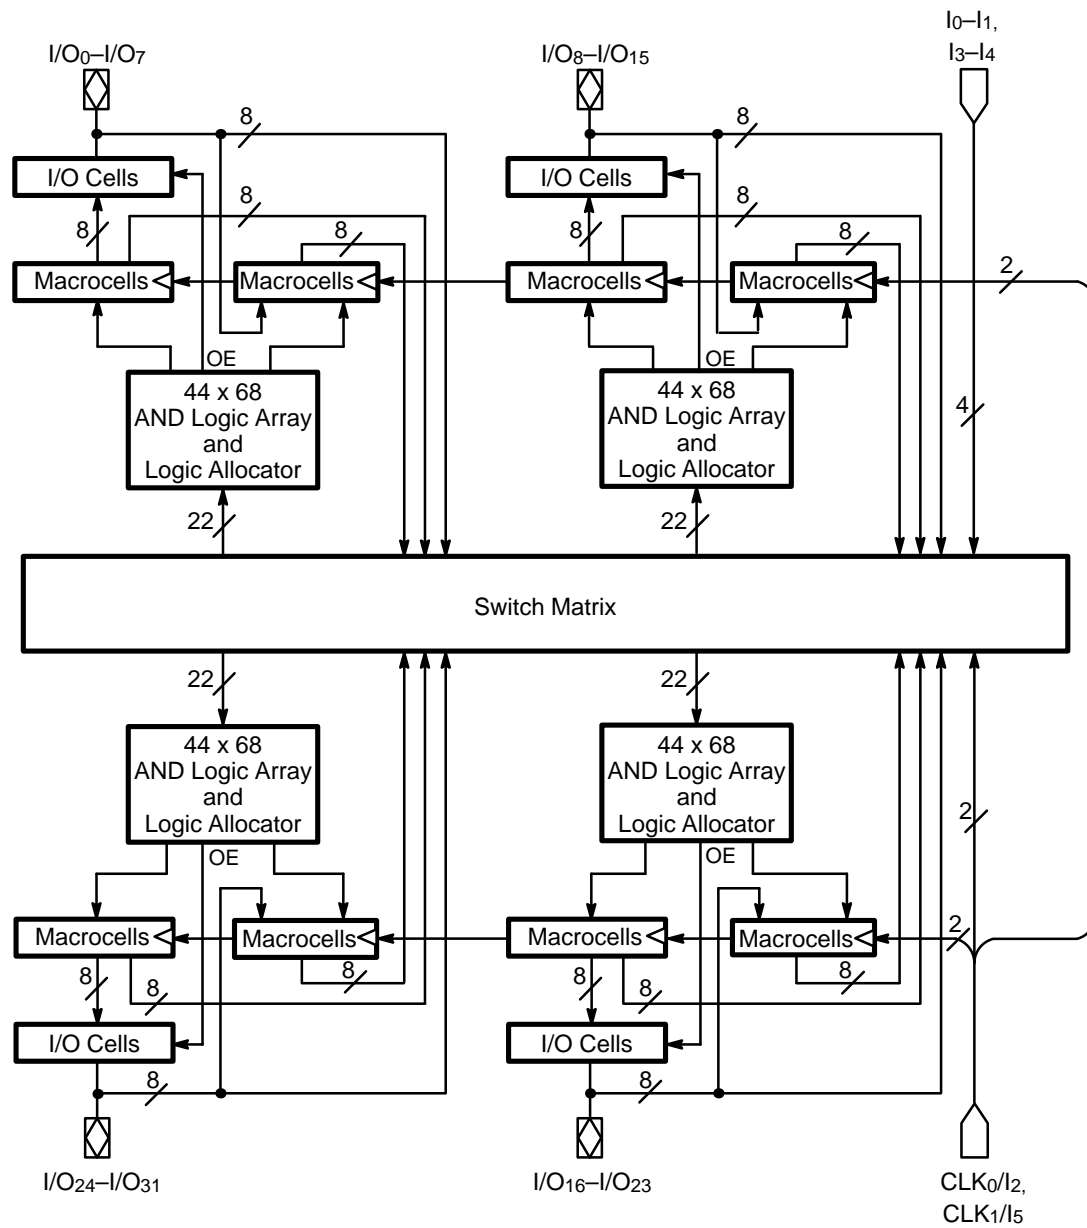 I/O0–I/O7
I/O8–I/O15
I0–I1,
I3–I4
8
8
I/O Cells
I/O Cells
8
8
8
8
8
8
Macrocells
Macrocells
Macrocells
Macrocells
2
OE
OE
44 x 68
AND Logic Array
and
Logic Allocator
44 x 68
AND Logic Array
and
Logic Allocator
4
22
22
Switch Matrix
22
22
44 x 68
AND Logic Array
and
Logic Allocator
44 x 68
AND Logic Array
and
Logic Allocator
2
OE
OE
Macrocells
Macrocells
Macrocells
Macrocells
2
8
8
8
8
8
8
I/O Cells
I/O Cells
8
8
I/O24–I/O31
I/O16–I/O23
CLK0/I2,
CLK1/I5